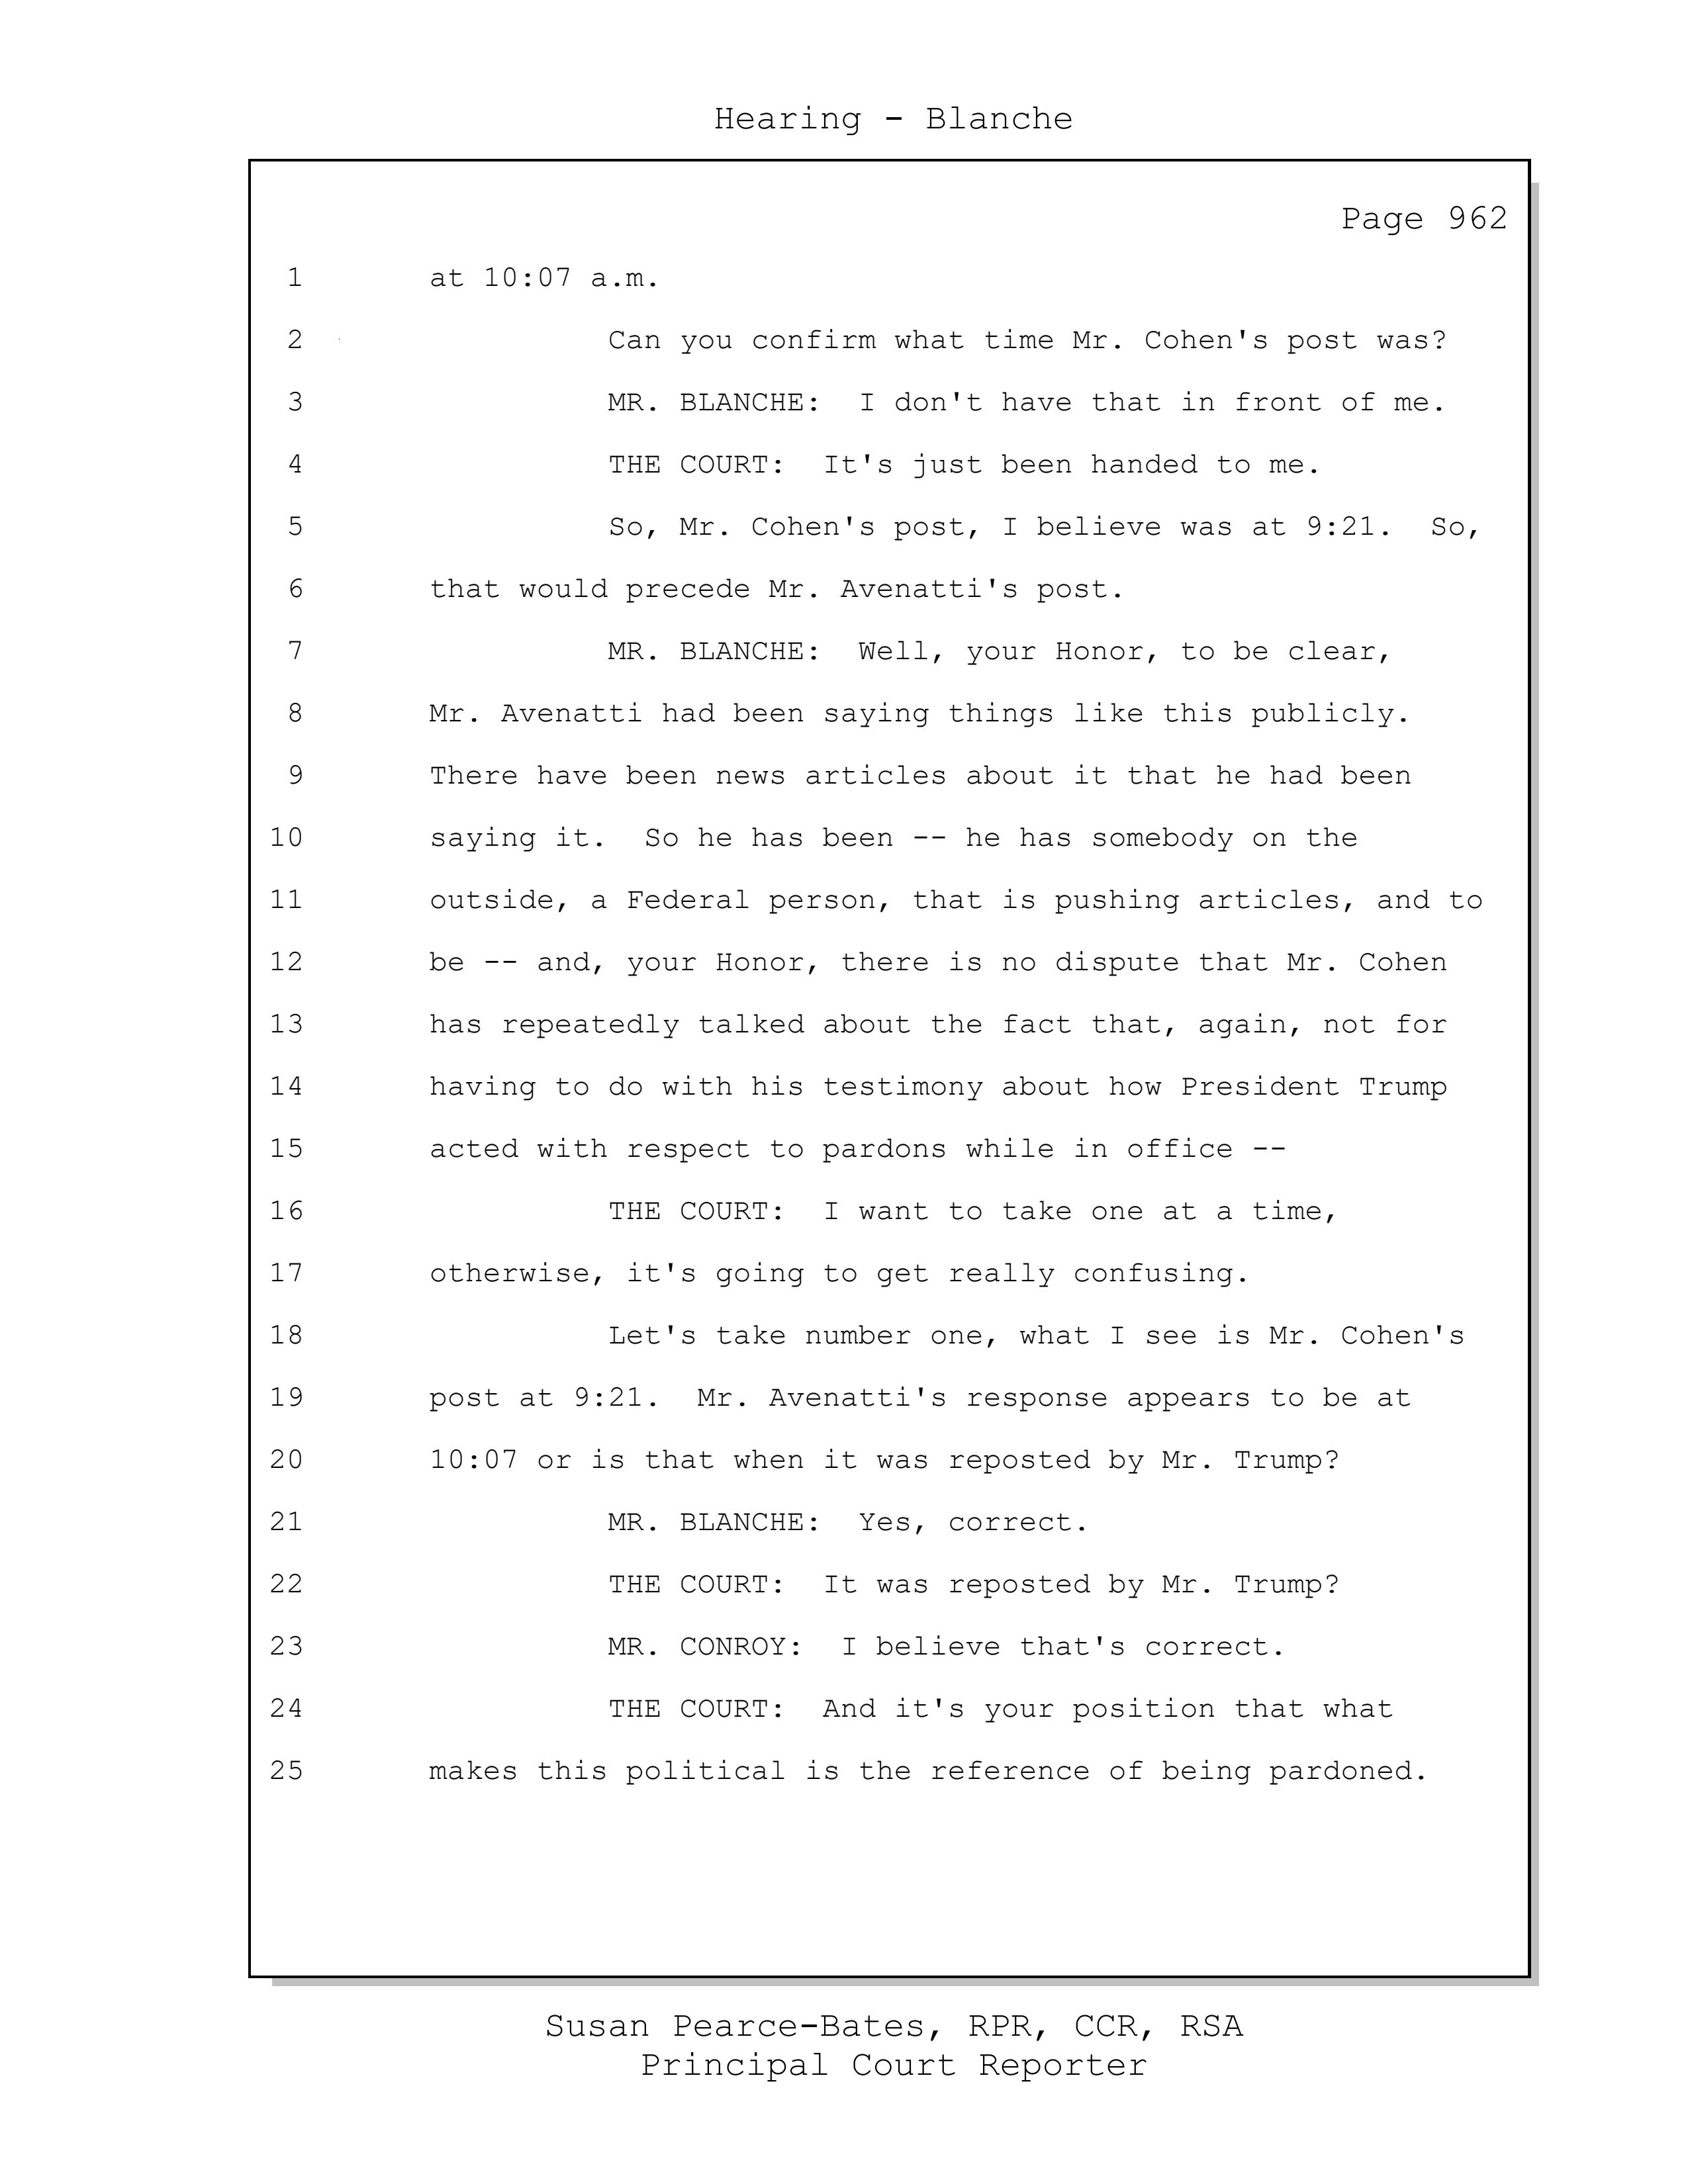 Hearing - Blanche
Page 962
1 at 10:07 a.m.
2 Can you confirm what time Mr. Cohen's post was?
3 MR. BLANCHE: I don't have that in front of me.
4 THE COURT: It's just been handed to me.
5 So, Mr. Cohen's post, I believe was at 9:21. So,
6 that would precede Mr. Avenatti's post.
7 MR. BLANCHE: Well, your Honor, to be clear,
8 Mr. Avenatti had been saying things like this publicly.
9 There have been news articles about it that he had been
10 saying it. So he has been -- he has somebody on the
11 outside, a Federal person, that is pushing articles, and to
12 be -- and, your Honor, there is no dispute that Mr. Cohen
13 has repeatedly talked about the fact that, again, not for
14 having to do with his testimony about how President Trump
15 acted with respect to pardons while in office --
16 THE COURT: I want to take one at a time,
17 otherwise, it's going to get really confusing.
18 Let's take number one, what I see is Mr. Cohen's
19 post at 9:21. Mr. Avenatti's response appears to be at
20 10:07 or is that when it was reposted by Mr. Trump?
21 MR. BLANCHE: Yes, correct.
22 THE COURT: It was reposted by Mr. Trump?
23 MR. CONROY: I believe that's correct.
24 THE COURT: And it's your position that what
25 makes this political is the reference of being pardoned.
Susan Pearce-Bates, RPR, CCR, RSA
Principal Court Reporter